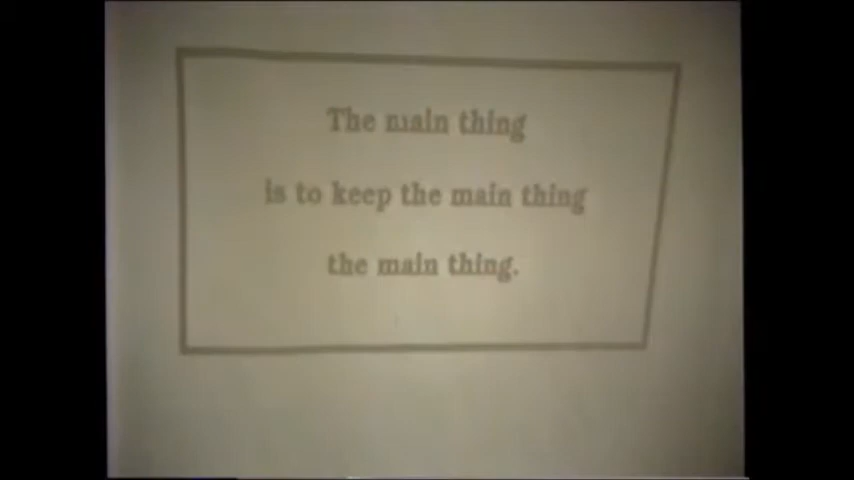 The main thing
is to keep the main thing
the main thing.